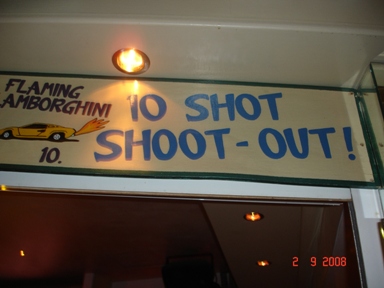 FLAMING
LAMBORGHINI
10.
10 SHOT
SHOOT-OUT!
2 9 2008